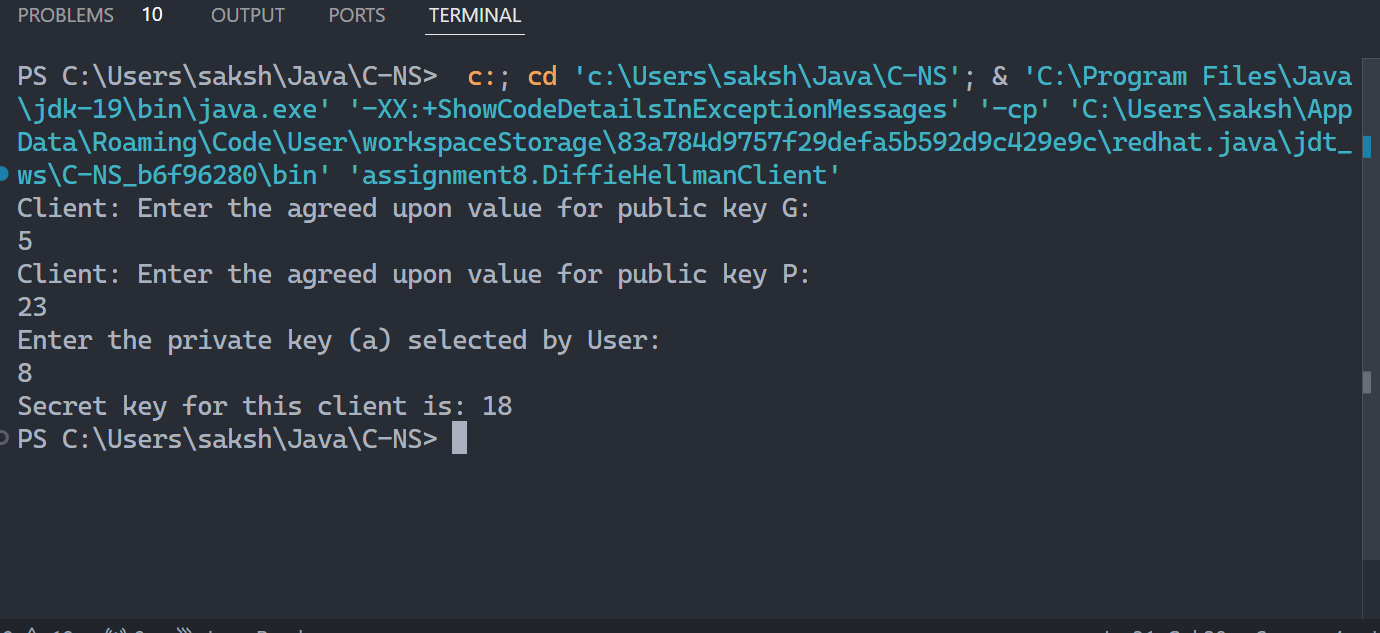 PROBLEMS 10 OUTPUT PORTS TERMINAL
PS C:\Users\saksh\Java\C-NS>  c:; cd 'c:\Users\saksh\Java\C-NS'; & 'C:\Program Files\Java
\jdk-19\bin\java.exe' '-XX:+ShowCodeDetailsInExceptionMessages' '-cp' 'C:\Users\saksh\App
Data\Roaming\Code\User\workspaceStorage\83a784d9757f29defa5b592d9c429e9c\redhat.java\jdt_
ws\C-NS_b6f96280\bin' 'assignment8.DiffieHellmanClient'
Client: Enter the agreed upon value for public key G:
5
Client: Enter the agreed upon value for public key P:
23
Enter the private key (a) selected by User:
8
Secret key for this client is: 18
PS C:\Users\saksh\Java\C-NS>